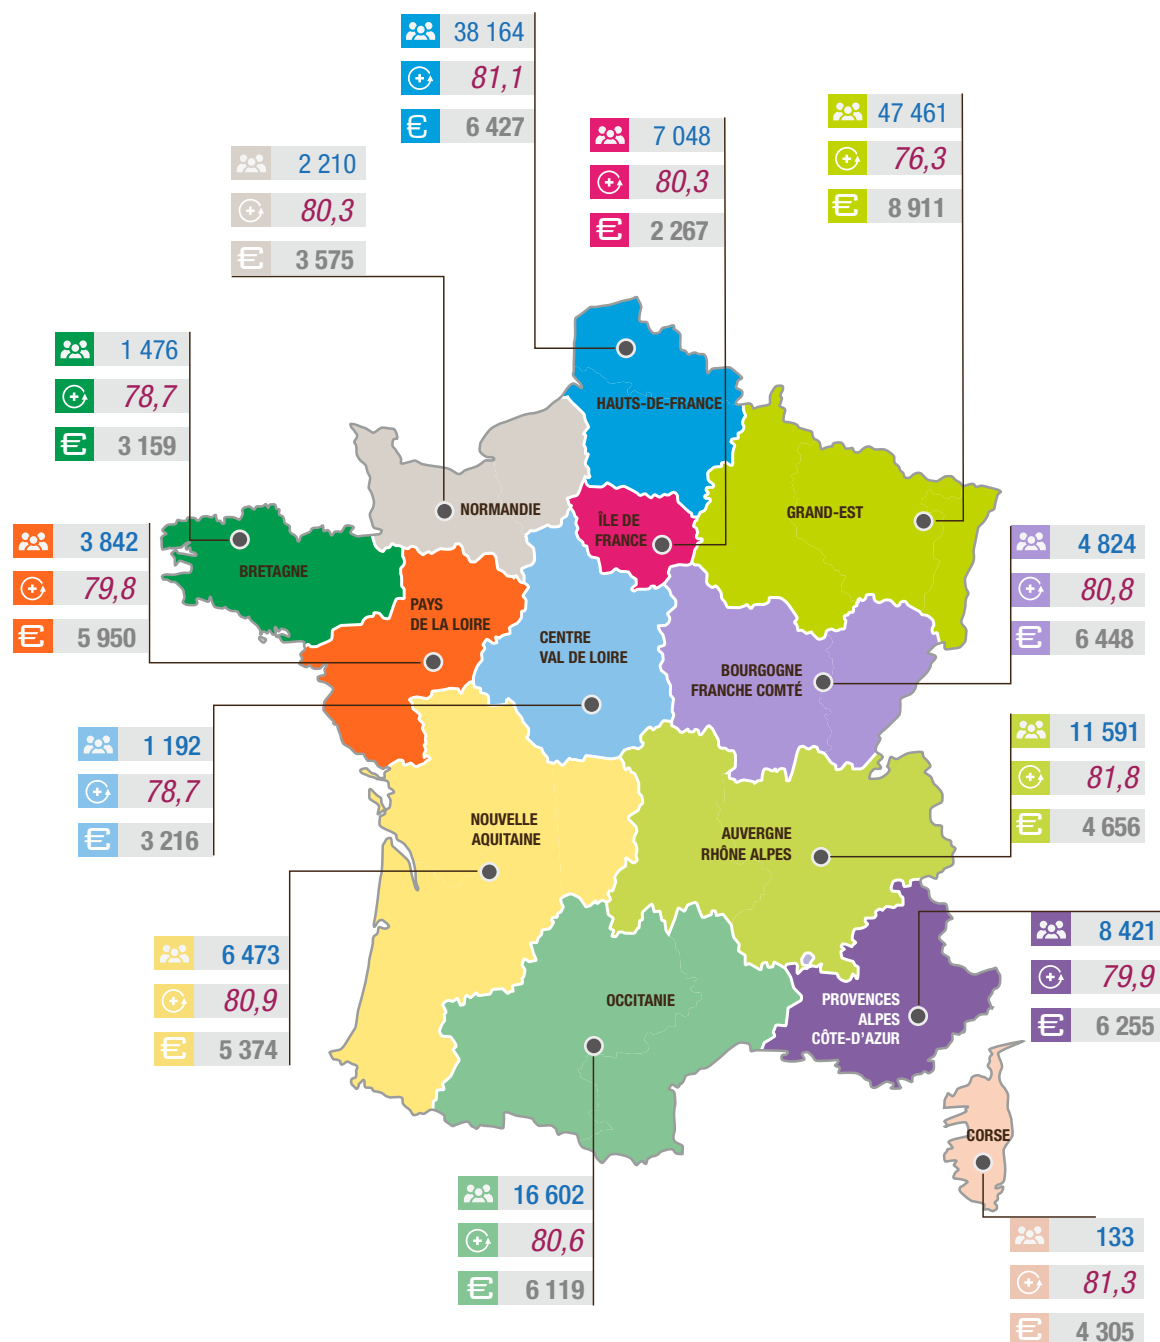 38 164
81,1
6 427
47 461
76,3
8 911
7 048
80,3
2 267
2 210
80,3
3 575
1 476
78,7
3 159
HAUTS-DE-FRANCE
NORMANDIE
ÎLE DE
FRANCE
GRAND-EST
3 842
79,8
5 950
BRETAGNE
4 824
80,8
6 448
PAYS
DE LA LOIRE
CENTRE
VAL DE LOIRE
BOURGOGNE
FRANCHE COMTÉ
1 192
78,7
3 216
11 591
81,8
4 656
NOUVELLE
AQUITAINE
AUVERGNE
RHÔNE ALPES
6 473
80,9
5 374
8 421
79,9
6 255
OCCITANIE
PROVENCES
ALPES
CÔTE-D'AZUR
CORSE
16 602
80,6
6 119
133
81,3
4 305